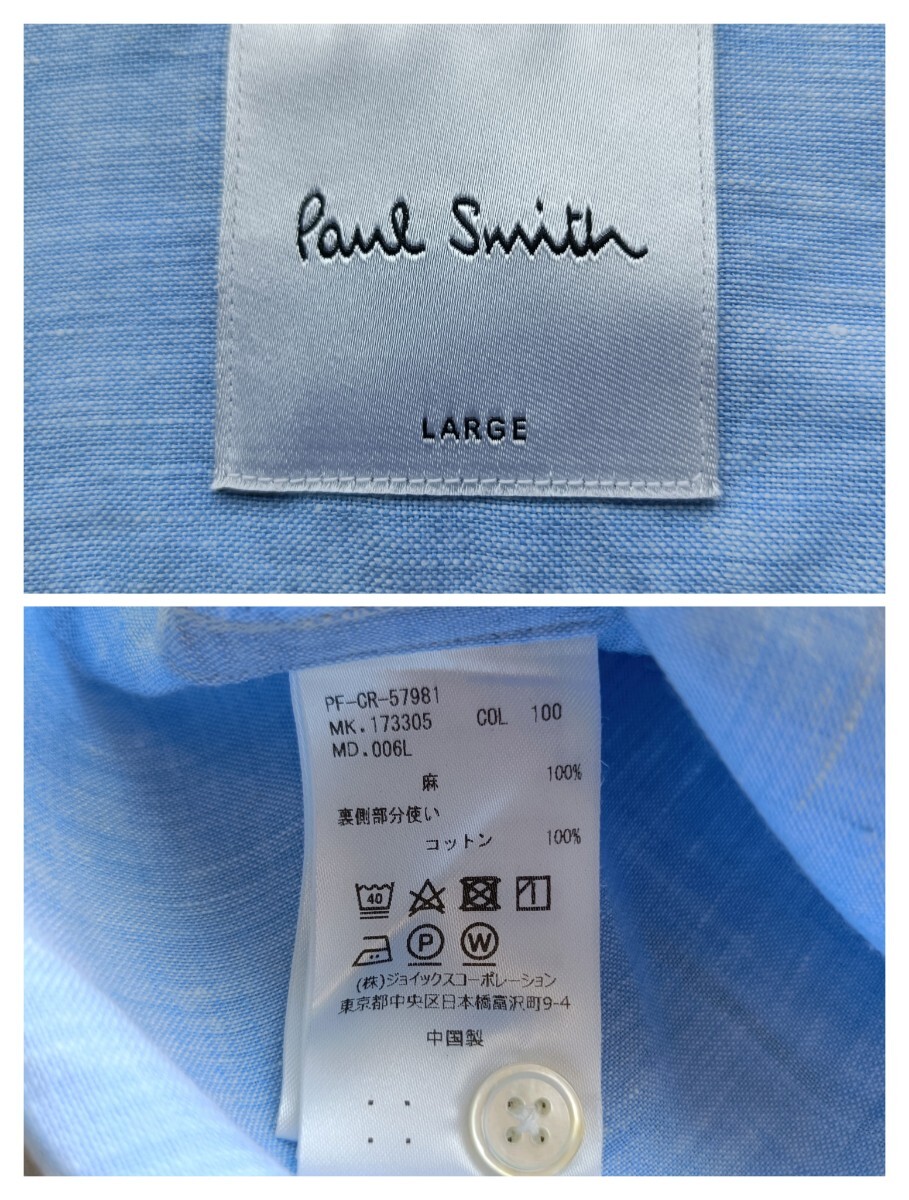 Paul Smith
LARGE
PF-CR-57981
MK.173305 COL 100
MD.006L
麻 100%
裏側部分使い
コットン 100%
40
P W
(株)ジョイックスコーポレーション
東京都中央区日本橋富沢町9-4
中国製